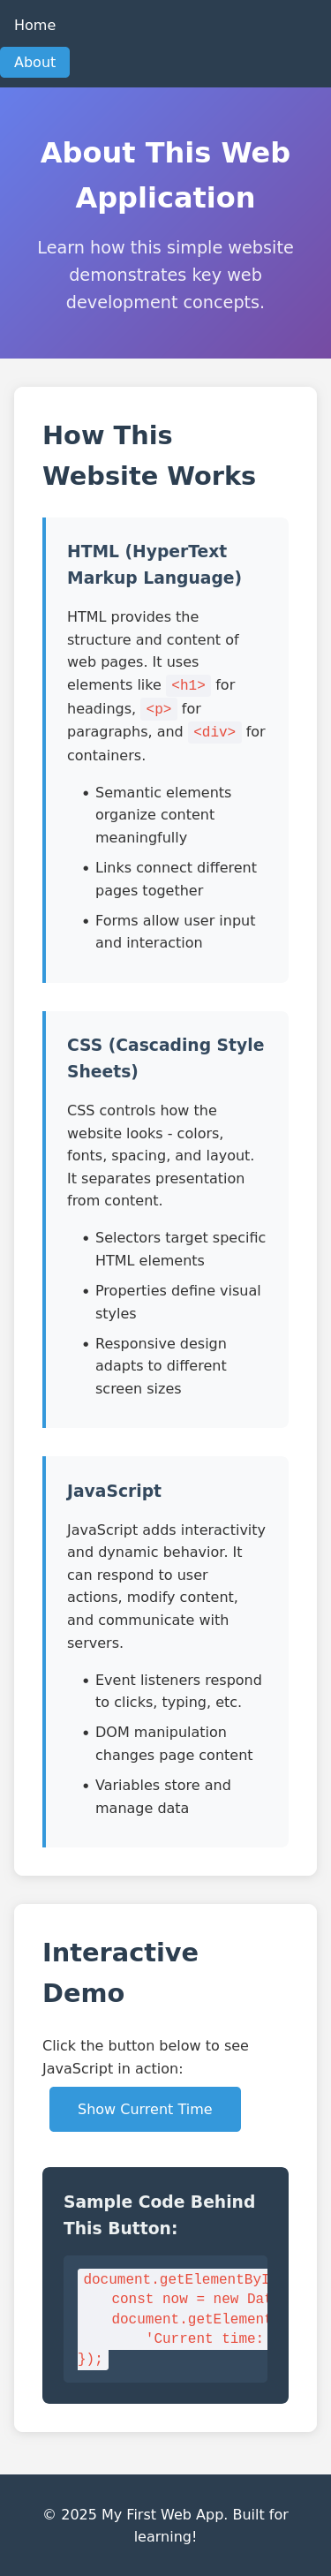 Home
About
About This Web
Application
Learn how this simple website
demonstrates key web
development concepts.
How This
Website Works
HTML (HyperText
Markup Language)
HTML provides the
structure and content of
web pages. It uses
elements like <h1> for
headings, <p> for
paragraphs, and <div> for
containers.
• Semantic elements
organize content
meaningfully
• Links connect different
pages together
• Forms allow user input
and interaction
CSS (Cascading Style
Sheets)
CSS controls how the
website looks - colors,
fonts, spacing, and layout.
It separates presentation
from content.
• Selectors target specific
HTML elements
• Properties define visual
styles
• Responsive design
adapts to different
screen sizes
JavaScript
JavaScript adds interactivity
and dynamic behavior. It
can respond to user
actions, modify content,
and communicate with
servers.
• Event listeners respond
to clicks, typing, etc.
• DOM manipulation
changes page content
• Variables store and
manage data
Interactive
Demo
Click the button below to see
JavaScript in action:
Show Current Time
Sample Code Behind
This Button:
document.getElementByI
const now = new Dat
document.getElement
'Current time:
});
© 2025 My First Web App. Built for
learning!